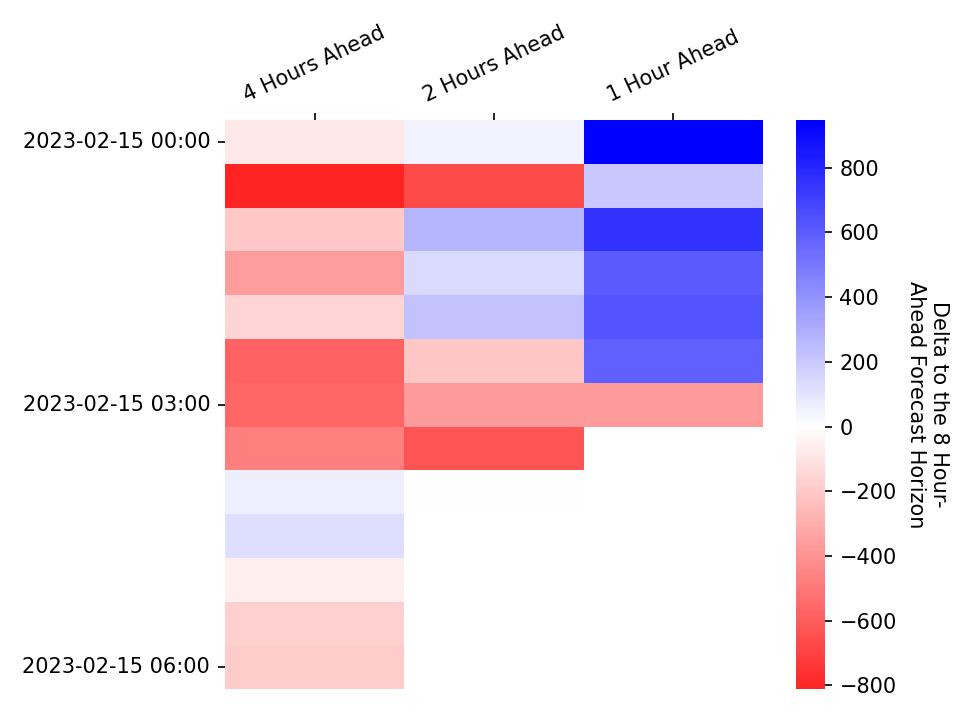 4 Hours Ahead
2 Hours Ahead
1 Hour Ahead
2023-02-15 00:00
2023-02-15 03:00
2023-02-15 06:00
800
600
400
200
0
−200
−400
−600
−800
Delta to the 8 Hour-
Ahead Forecast Horizon